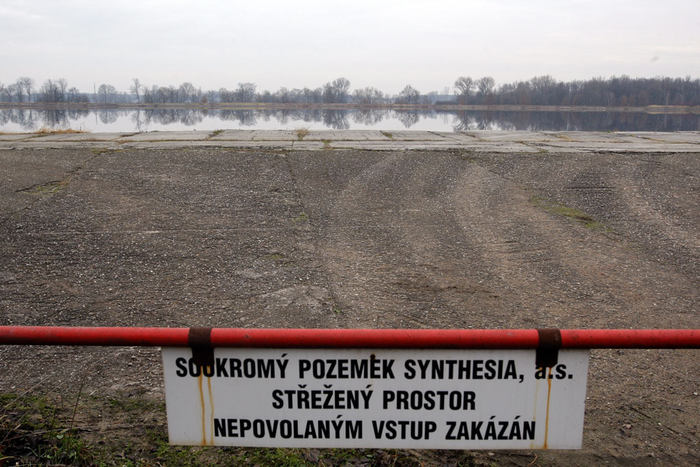 SOUKROMÝ POZEMEK SYNTHESIA, a.s.
STŘEŽENÝ PROSTOR
NEPOVOLANÝM VSTUP ZAKÁZÁN